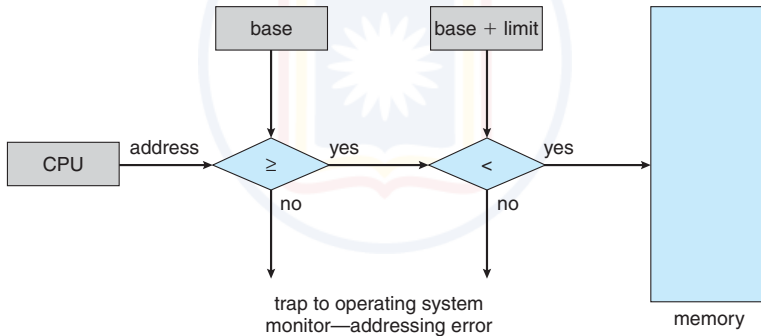 base
base + limit
CPU
address
≥
yes
<
yes
no
no
trap to operating system
monitor—addressing error
memory